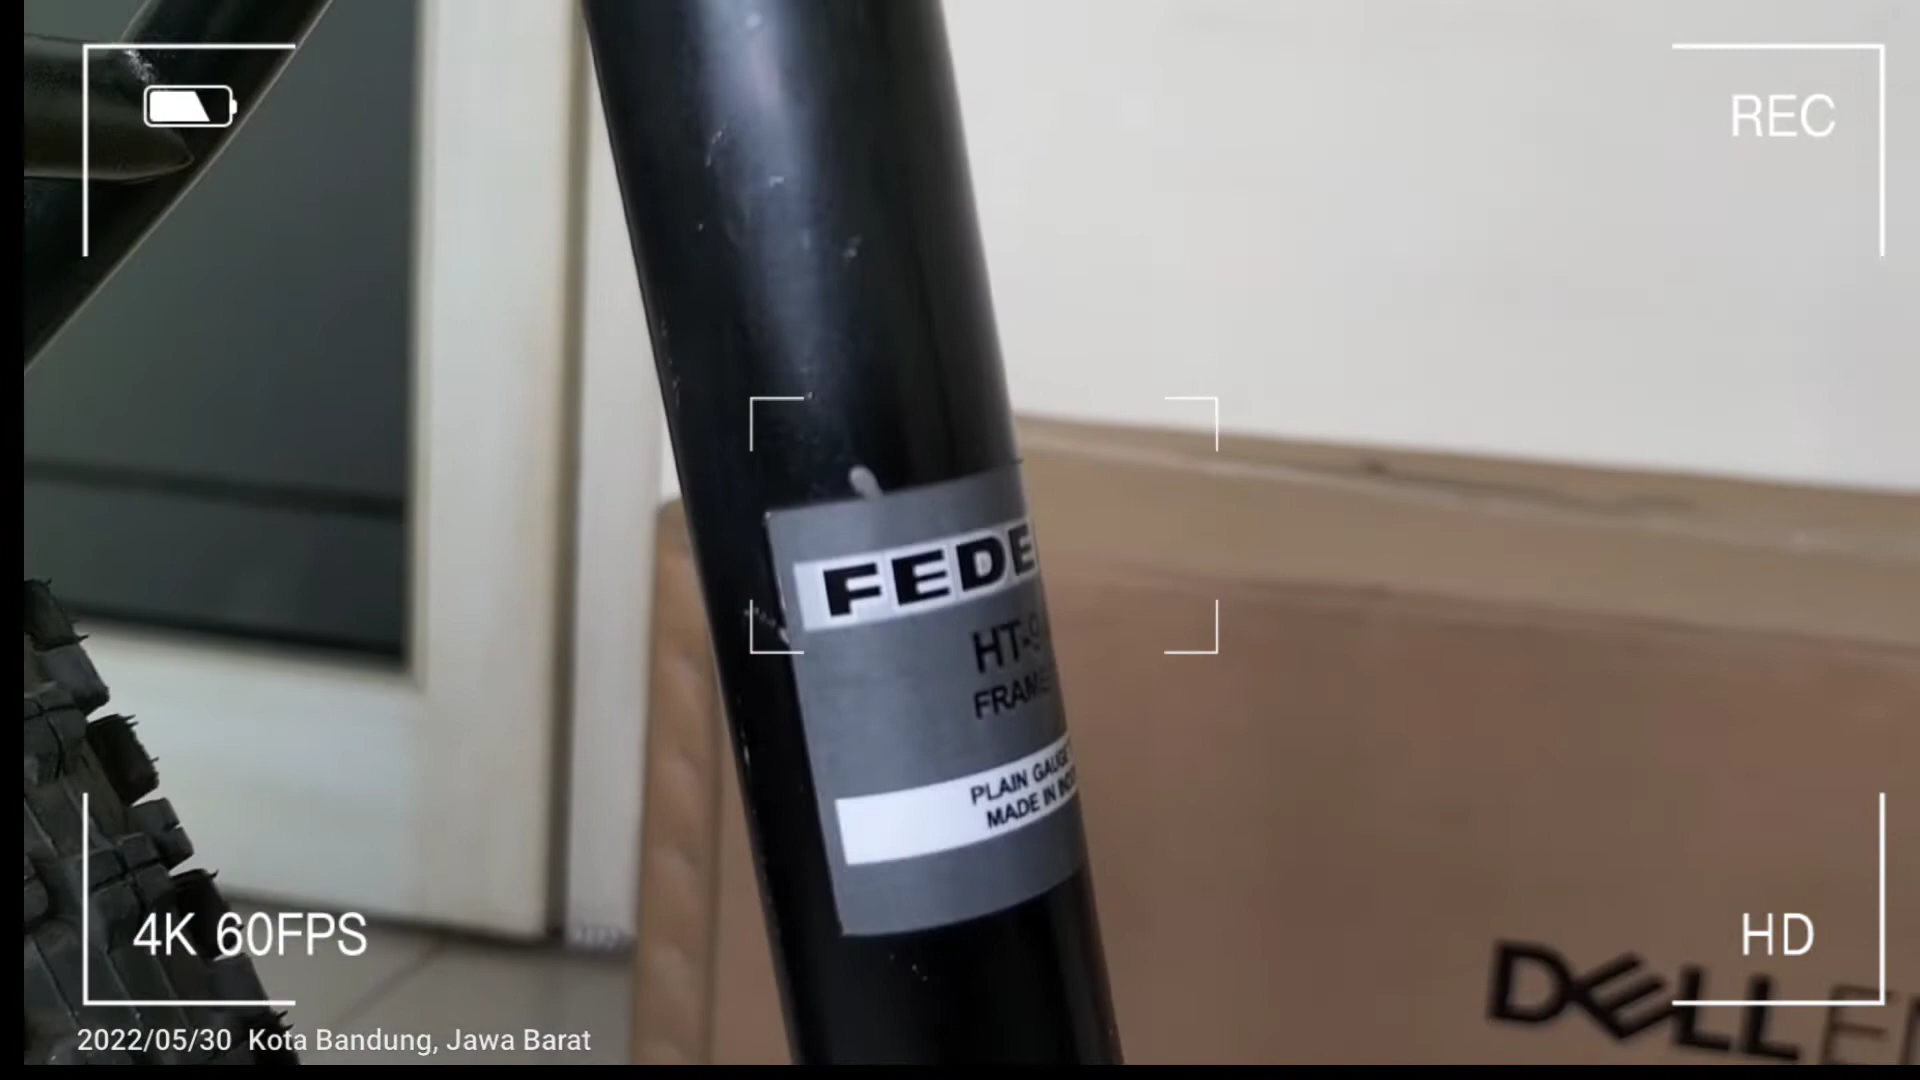 REC
FEDE
HT-9
FRAME
PLAIN GAUGE
MADE IN INDO
4K 60FPS
HD
DELL
2022/05/30 Kota Bandung, Jawa Barat